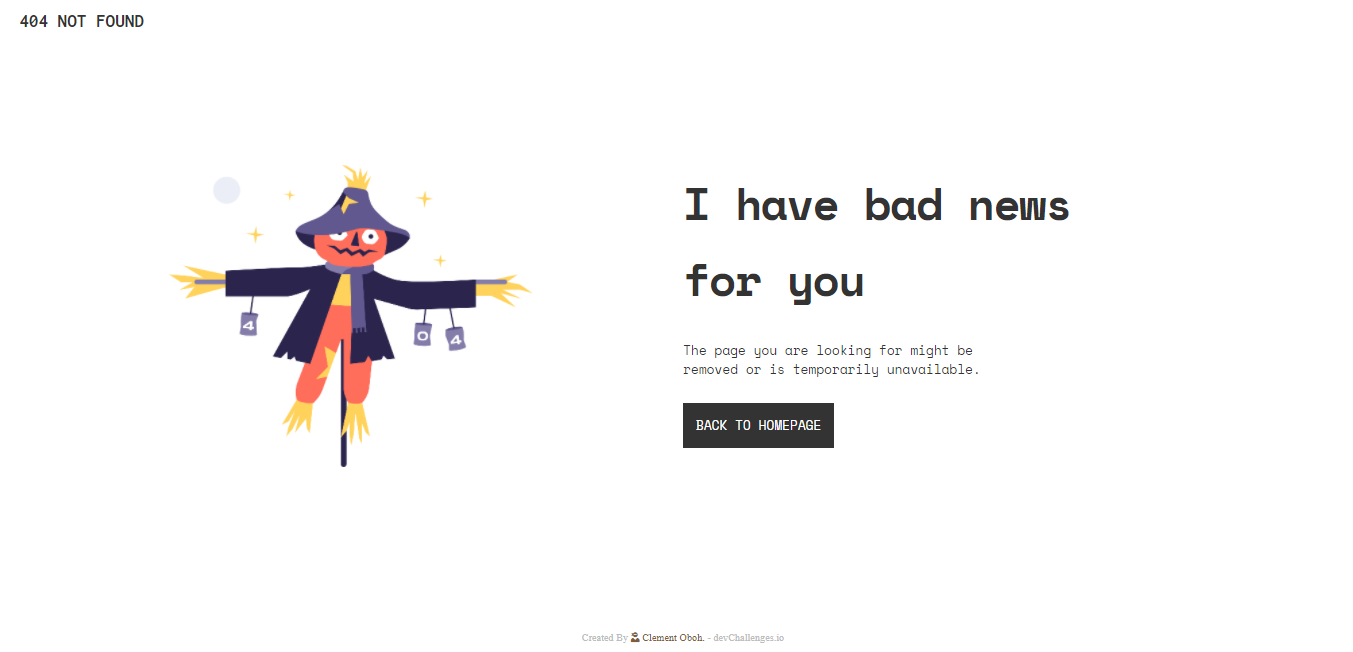 404 NOT FOUND
I have bad news
for you
The page you are looking for might be
removed or is temporarily unavailable.
BACK TO HOMEPAGE
4
0 4
Created By Clement Oboh. - devChallenges.io